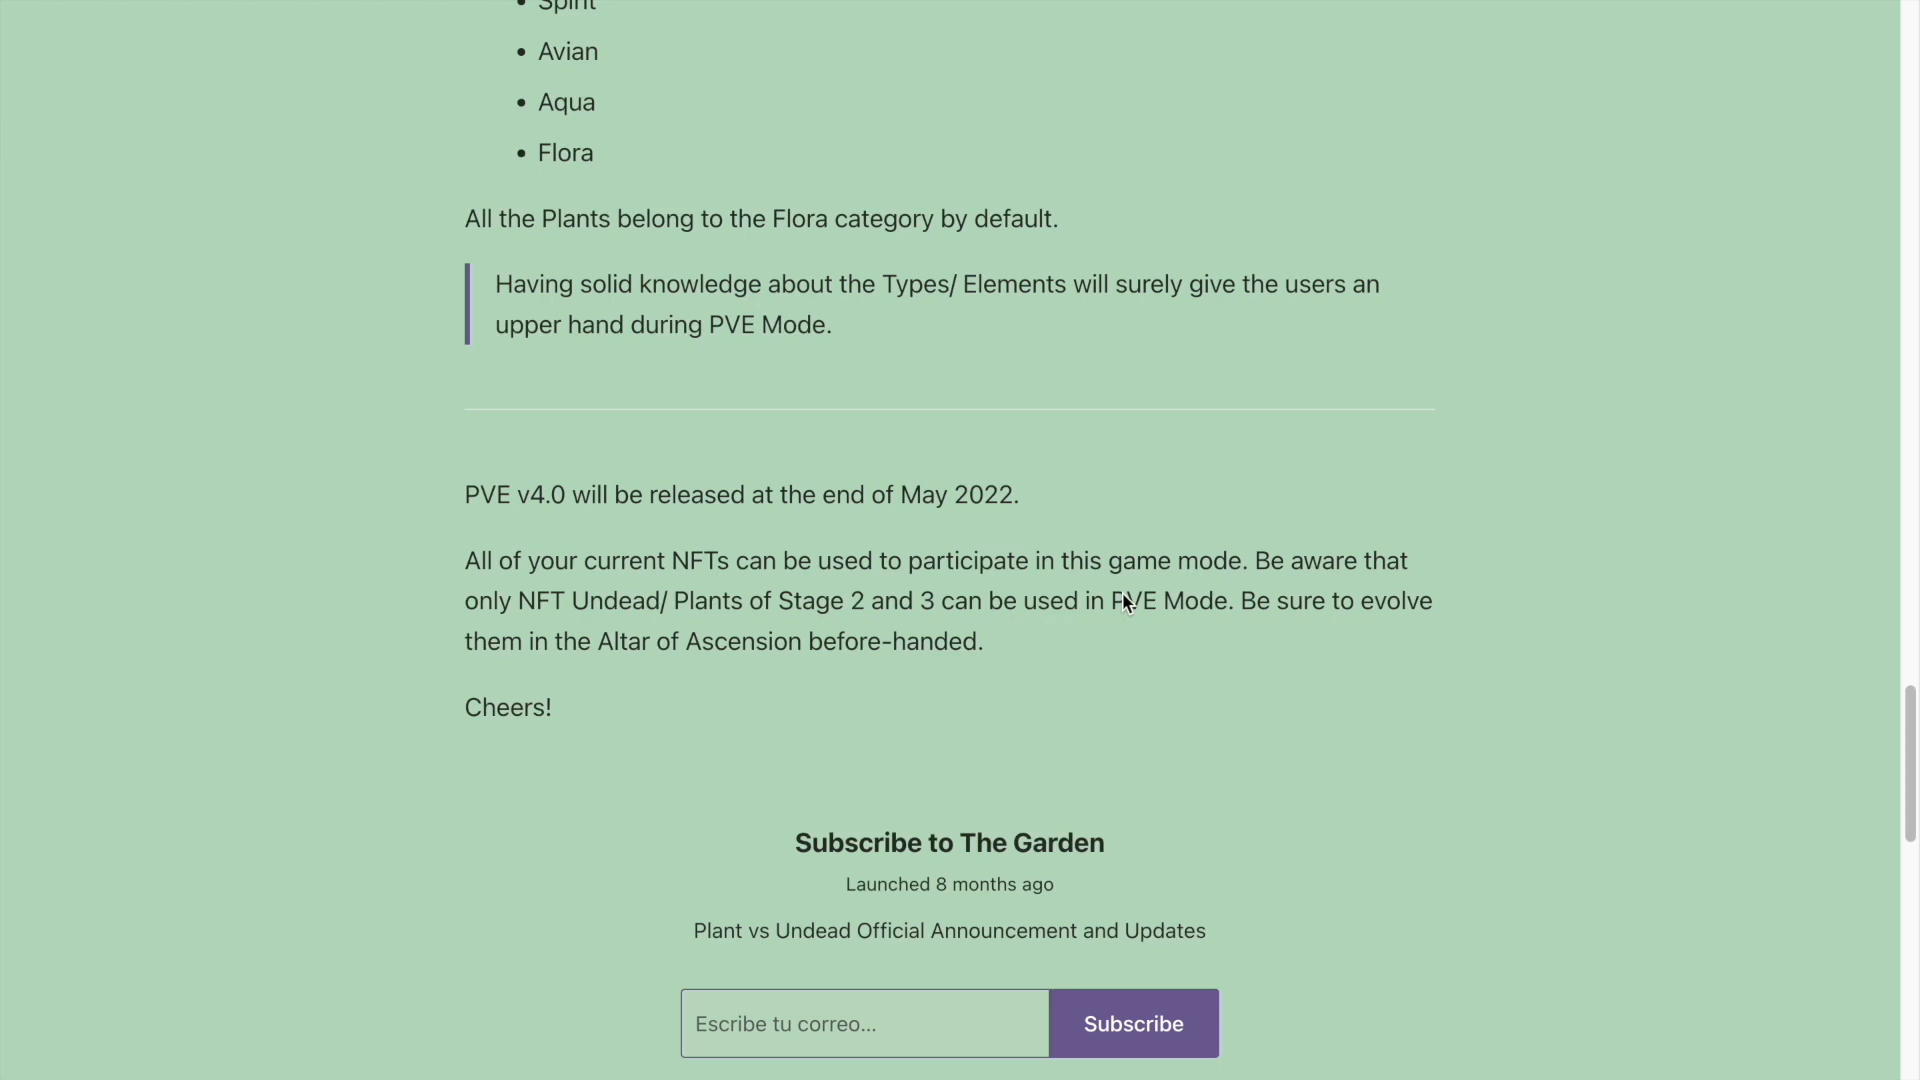 Spirit
Avian
Aqua
Flora
All the Plants belong to the Flora category by default.
Having solid knowledge about the Types/ Elements will surely give the users an
upper hand during PVE Mode.
PVE v4.0 will be released at the end of May 2022.
All of your current NFTs can be used to participate in this game mode. Be aware that
only NFT Undead/ Plants of Stage 2 and 3 can be used in PVE Mode. Be sure to evolve
them in the Altar of Ascension before-handed.
Cheers!
Subscribe to The Garden
Launched 8 months ago
Plant vs Undead Official Announcement and Updates
Escribe tu correo...
Subscribe